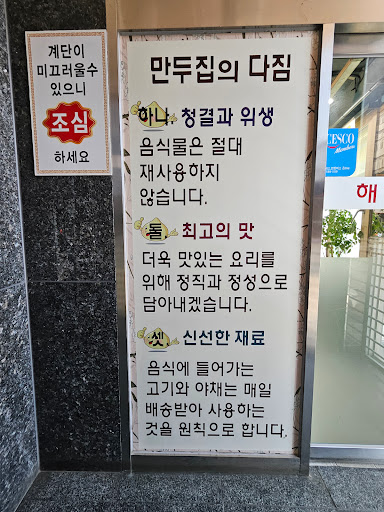 계단이
미끄러울수
있으니
조심
하세요
만두집의 다짐
하나. 청결과 위생
음식물은 절대
재사용하지
않습니다.
둘 최고의 맛
더욱 맛있는 요리를
위해 정직과 정성으로
담아내겠습니다.
셋 신선한 재료
음식에 들어가는
고기와 야채는 매일
배송받아 사용하는
것을 원칙으로 합니다.
CESCO
Members
해